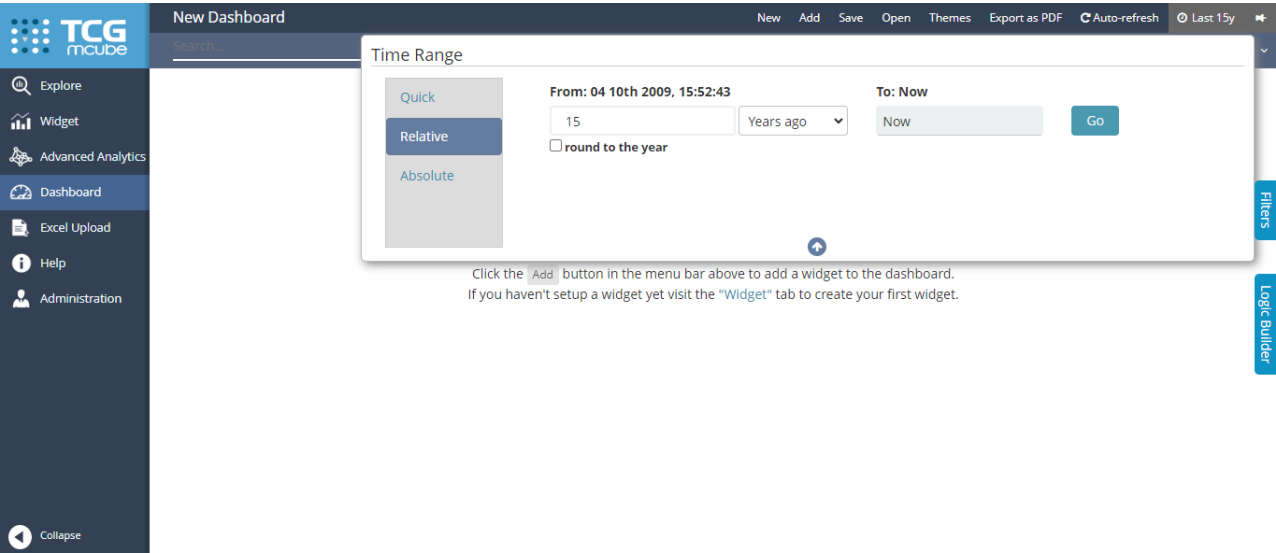 TCG
mcube
New Dashboard
New Add Save Open Themes Export as PDF Auto-refresh Last 15y
Search...
Explore
Widget
Advanced Analytics
Dashboard
Excel Upload
Help
Administration
Collapse
Time Range
Quick
Relative
Absolute
From: 04 10th 2009, 15:52:43
To: Now
15
Years ago
Now
Go
round to the year
Click the Add button in the menu bar above to add a widget to the dashboard.
If you haven't setup a widget yet visit the "Widget" tab to create your first widget.
Filters
Logic Builder